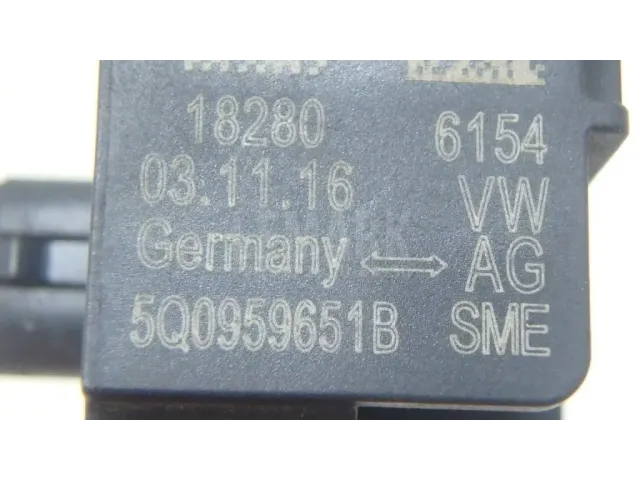 18280 6154
03.11.16 VW
Germany ⟷ AG
5Q0959651B SME